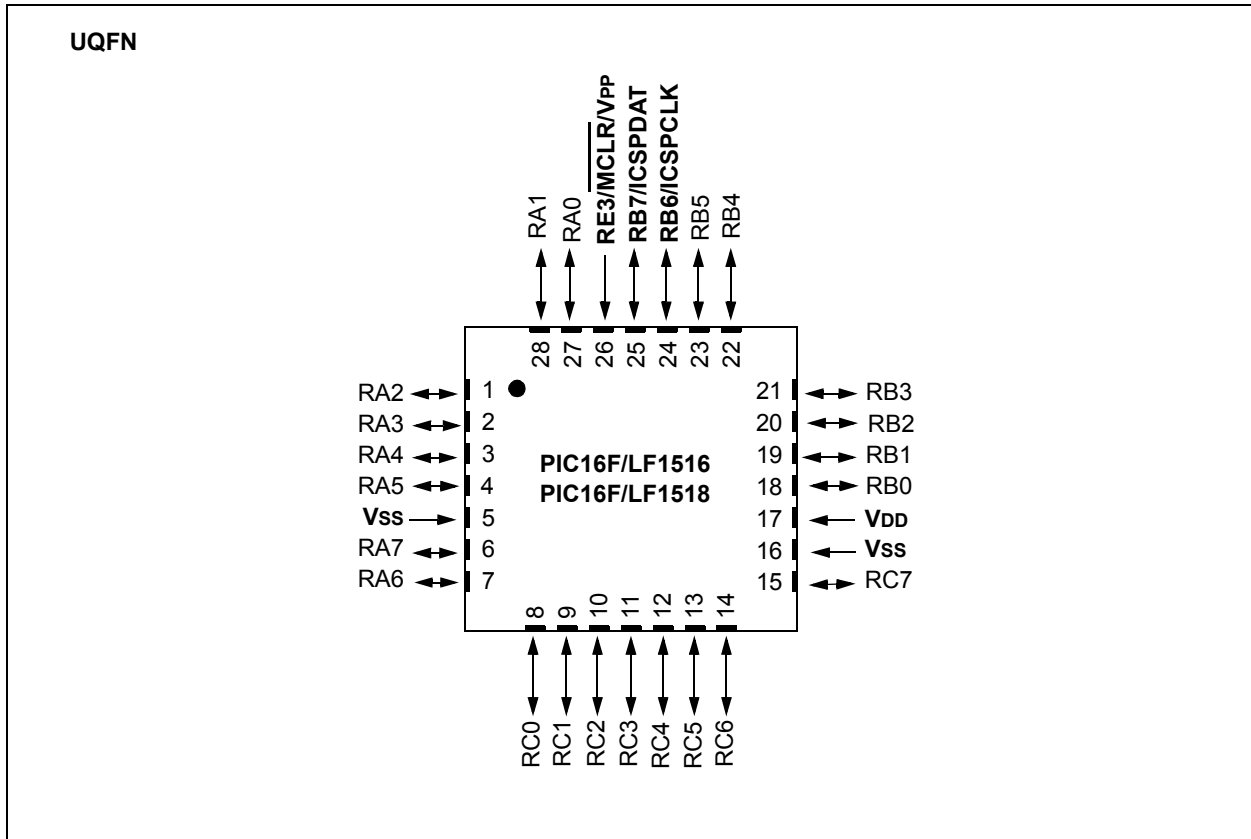 UQFN
RA1
RA0
RE3/MCLR/VPP
RB7/ICSPDAT
RB6/ICSPCLK
RB5
RB4
28
27
26
25
24
23
22
RA2
1
21
RB3
RA3
2
20
RB2
RA4
3
19
RB1
RA5
4
18
RB0
VSS
5
17
VDD
RA7
6
16
VSS
RA6
7
15
RC7
PIC16F/LF1516
PIC16F/LF1518
8
9
10
11
12
13
14
RC0
RC1
RC2
RC3
RC4
RC5
RC6